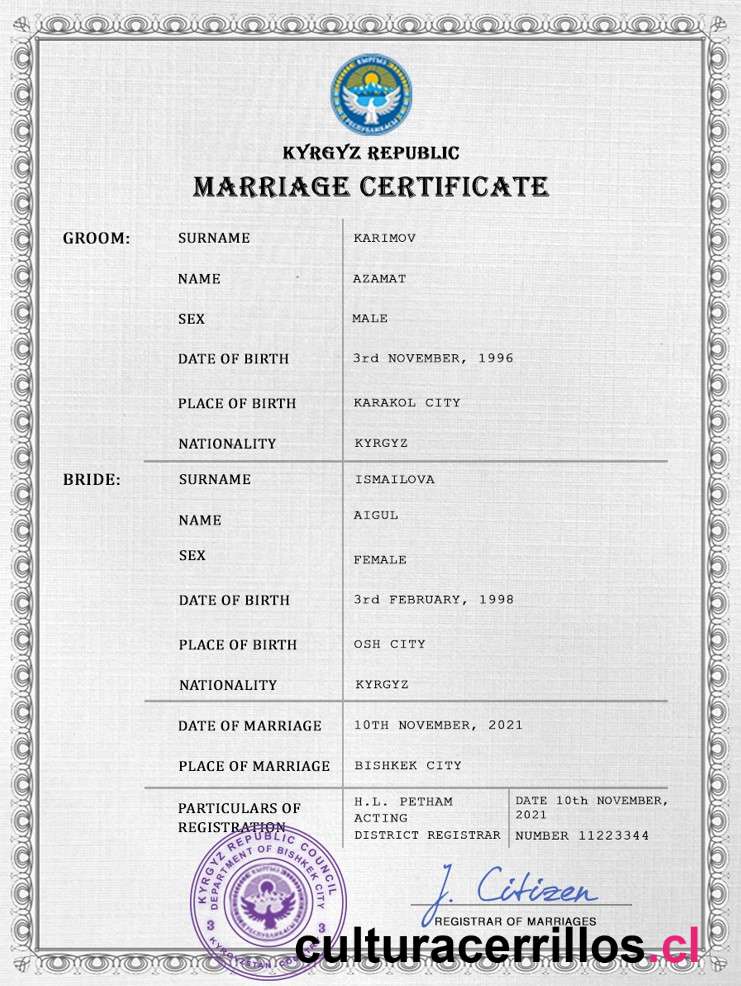 КЫРГЫЗ
РЕСПУБЛИКАСЫ
KYRGYZ REPUBLIC
MARRIAGE CERTIFICATE
GROOM: SURNAME KARIMOV
NAME AZAMAT
SEX MALE
DATE OF BIRTH 3rd NOVEMBER, 1996
PLACE OF BIRTH KARAKOL CITY
NATIONALITY KYRGYZ
BRIDE: SURNAME ISMAILOVA
NAME AIGUL
SEX FEMALE
DATE OF BIRTH 3rd FEBRUARY, 1998
PLACE OF BIRTH OSH CITY
NATIONALITY KYRGYZ
DATE OF MARRIAGE 10TH NOVEMBER, 2021
PLACE OF MARRIAGE BISHKEK CITY
PARTICULARS OF
REGISTRATION
H.L. PETHAM
ACTING
DISTRICT REGISTRAR
DATE 10th NOVEMBER,
2021
NUMBER 11223344
KYRGYZ REPUBLIC COUNCIL
DEPARTMENT OF BISHKEK CITY
3 3
KYRGYZSTAN
J. Citizen
REGISTRAR OF MARRIAGES
culturacerrillos.cl